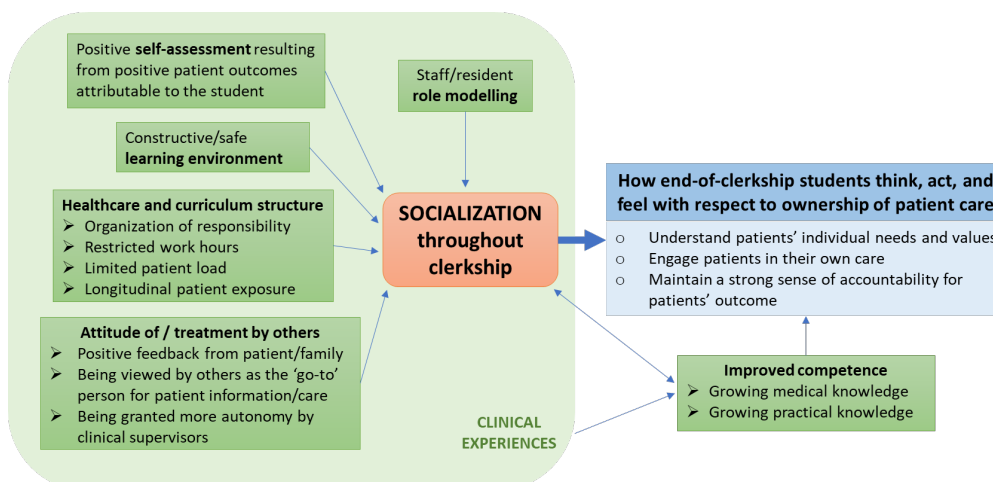 Positive self-assessment resulting
from positive patient outcomes
attributable to the student
Staff/resident
role modelling
Constructive/safe
learning environment
Healthcare and curriculum structure
➢ Organization of responsibility
➢ Restricted work hours
➢ Limited patient load
➢ Longitudinal patient exposure
Attitude of / treatment by others
➢ Positive feedback from patient/family
➢ Being viewed by others as the ‘go-to’
person for patient information/care
➢ Being granted more autonomy by
clinical supervisors
SOCIALIZATION
throughout
clerkship
CLINICAL
EXPERIENCES
How end-of-clerkship students think, act, and
feel with respect to ownership of patient care
o Understand patients’ individual needs and values
o Engage patients in their own care
o Maintain a strong sense of accountability for
patients’ outcome
Improved competence
➢ Growing medical knowledge
➢ Growing practical knowledge